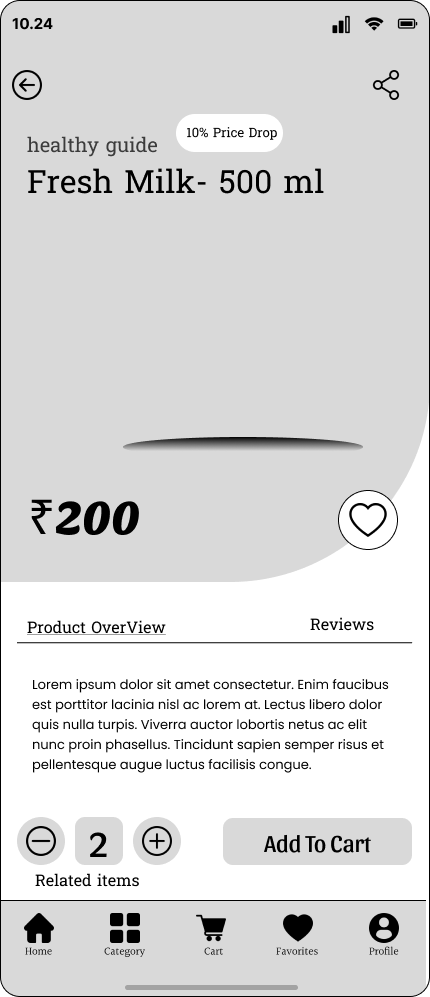 10.24
10% Price Drop
healthy guide
Fresh Milk- 500 ml
₹200
Product OverView
Reviews
Lorem ipsum dolor sit amet consectetur. Enim faucibus
est porttitor lacinia nisl ac lorem at. Lectus libero dolor
quis nulla turpis. Viverra auctor lobortis netus ac elit
nunc proin phasellus. Tincidunt sapien semper risus et
pellentesque augue luctus facilisis congue.
2
Add To Cart
Related items
Home
Category
Cart
Favorites
Profile